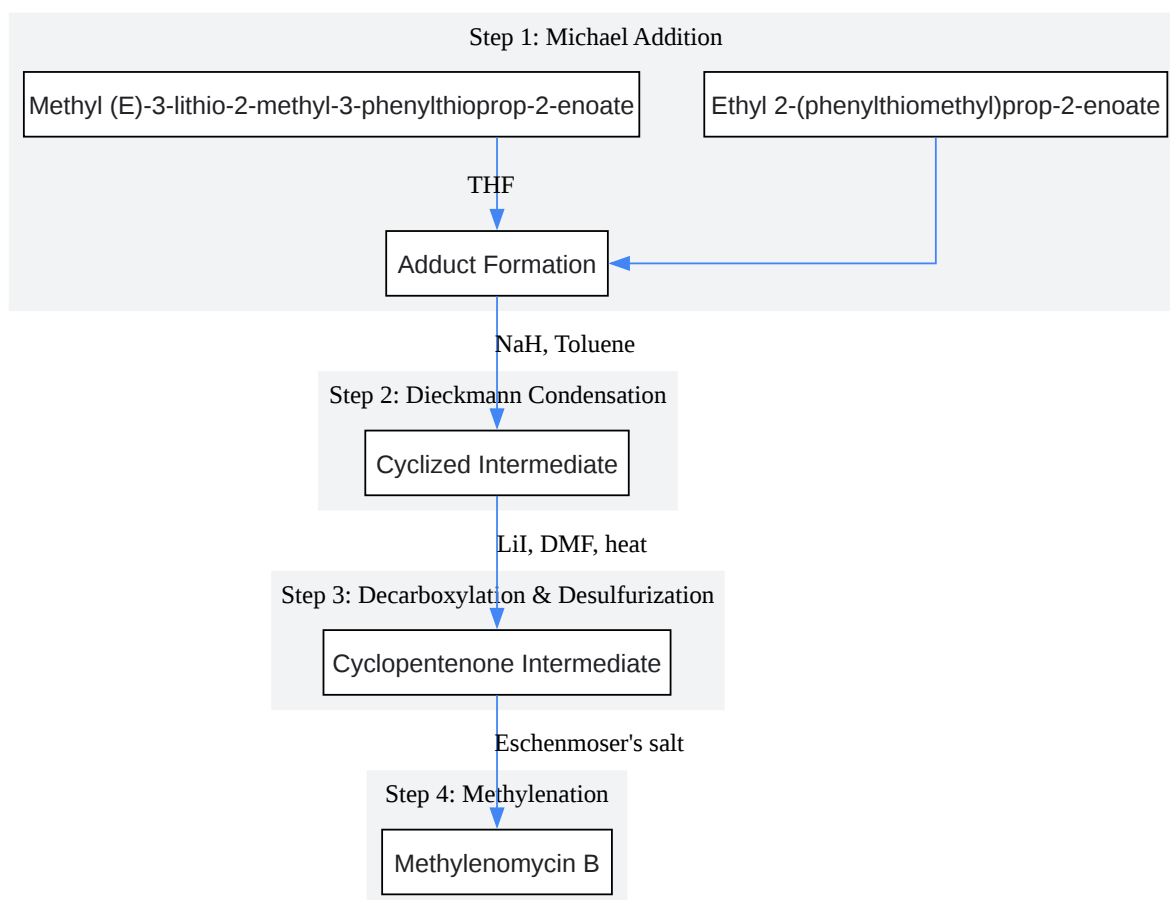 Step 1: Michael Addition
Methyl (E)-3-lithio-2-methyl-3-phenylthioprop-2-enoate
Ethyl 2-(phenylthiomethyl)prop-2-enoate
THF
Adduct Formation
NaH, Toluene
Step 2: Dieckmann Condensation
Cyclized Intermediate
LiI, DMF, heat
Step 3: Decarboxylation & Desulfurization
Cyclopentenone Intermediate
Eschenmoser's salt
Step 4: Methylenation
Methylenomycin B